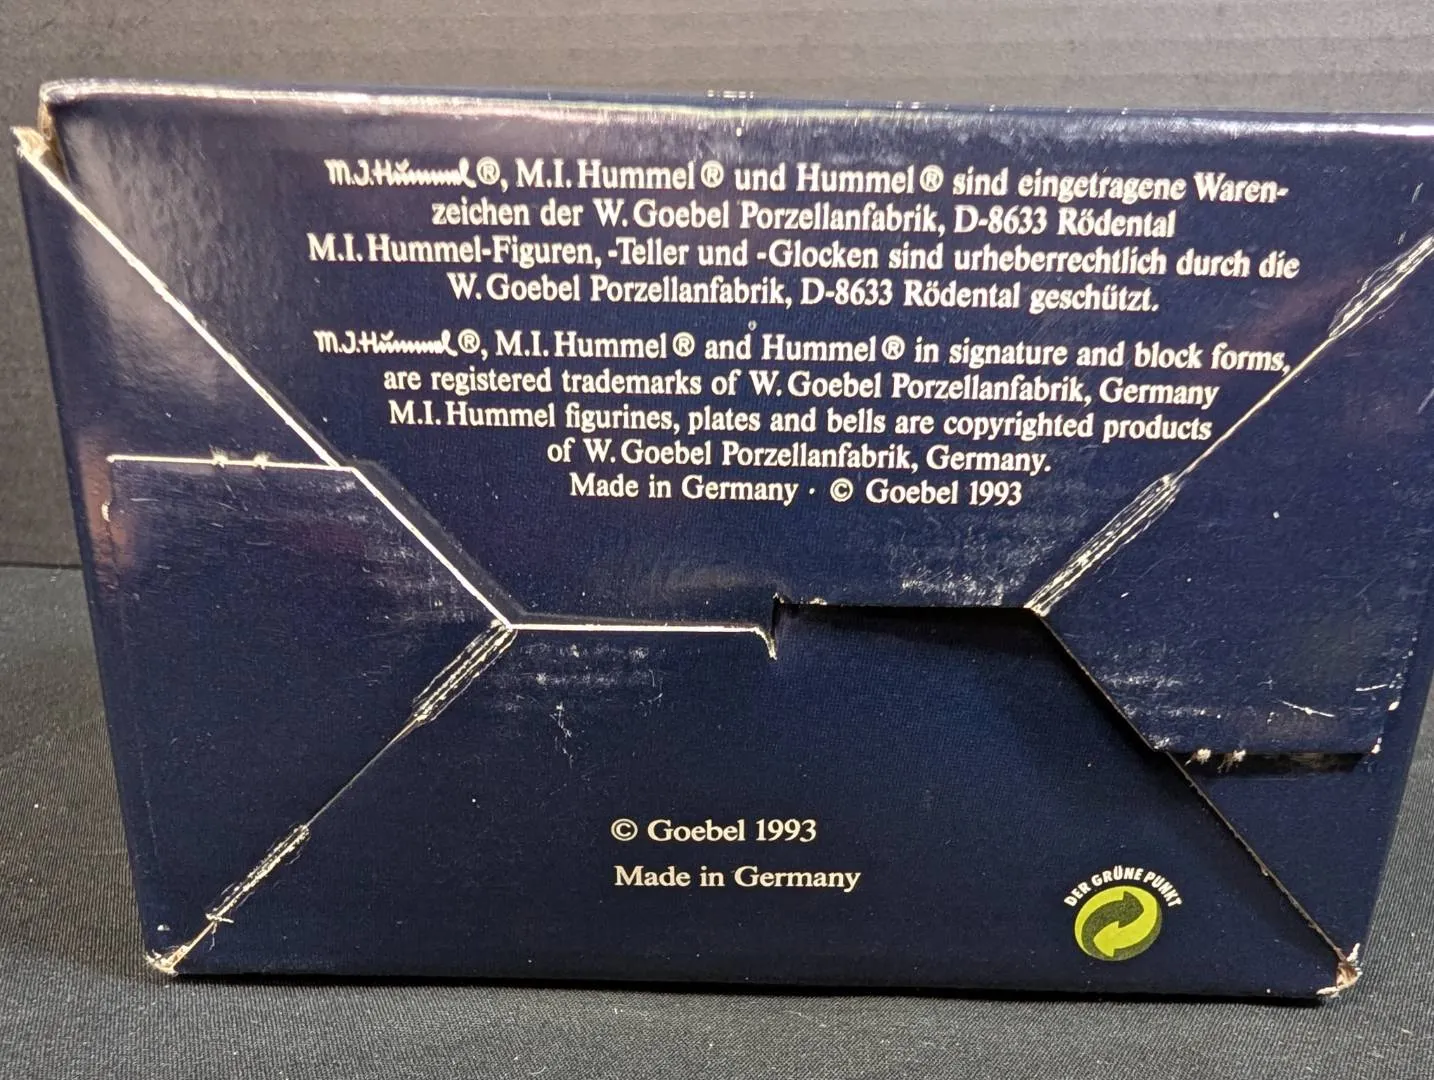 M.J.Hümmel®, M.I. Hummel® und Hummel® sind eingetragene Waren-
zeichen der W. Goebel Porzellanfabrik, D-8633 Rödental
M.I. Hummel-Figuren, -Teller und -Glocken sind urheberrechtlich durch die
W. Goebel Porzellanfabrik, D-8633 Rödental geschützt.
M.J.Hümmel®, M.I. Hummel® and Hummel® in signature and block forms,
are registered trademarks of W. Goebel Porzellanfabrik, Germany
M.I. Hummel figurines, plates and bells are copyrighted products
of W. Goebel Porzellanfabrik, Germany.
Made in Germany · © Goebel 1993
© Goebel 1993
Made in Germany
DER GRÜNE PUNKT